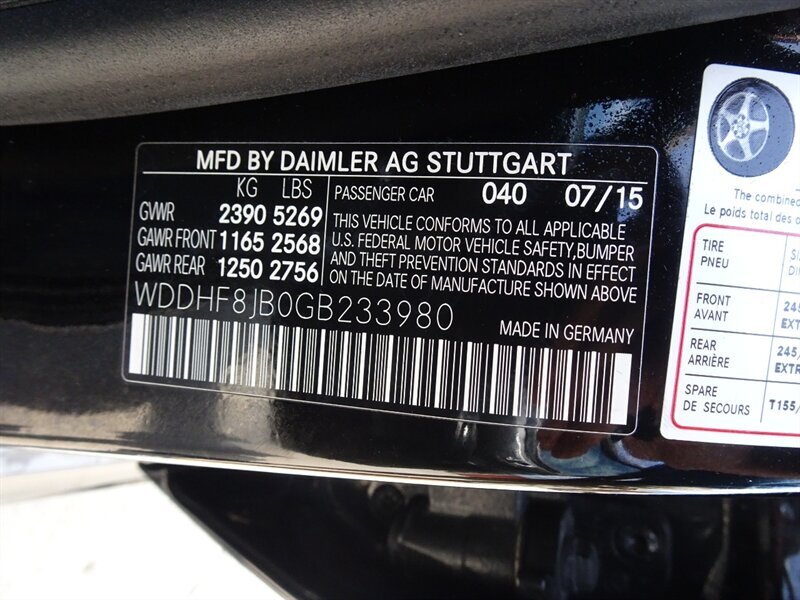 MFD BY DAIMLER AG STUTTGART
KG LBS
GVWR 2390 5269
GAWR FRONT 1165 2568
GAWR REAR 1250 2756
PASSENGER CAR 040 07/15
THIS VEHICLE CONFORMS TO ALL APPLICABLE
U.S. FEDERAL MOTOR VEHICLE SAFETY,BUMPER
AND THEFT PREVENTION STANDARDS IN EFFECT
ON THE DATE OF MANUFACTURE SHOWN ABOVE.
WDDHF8JB0GB233980
MADE IN GERMANY
The combined
Le poids total des
TIRE
PNEU
FRONT
AVANT
245
REAR
ARRIÈRE
245/
EXTR
SPARE
DE SECOURS
T155/